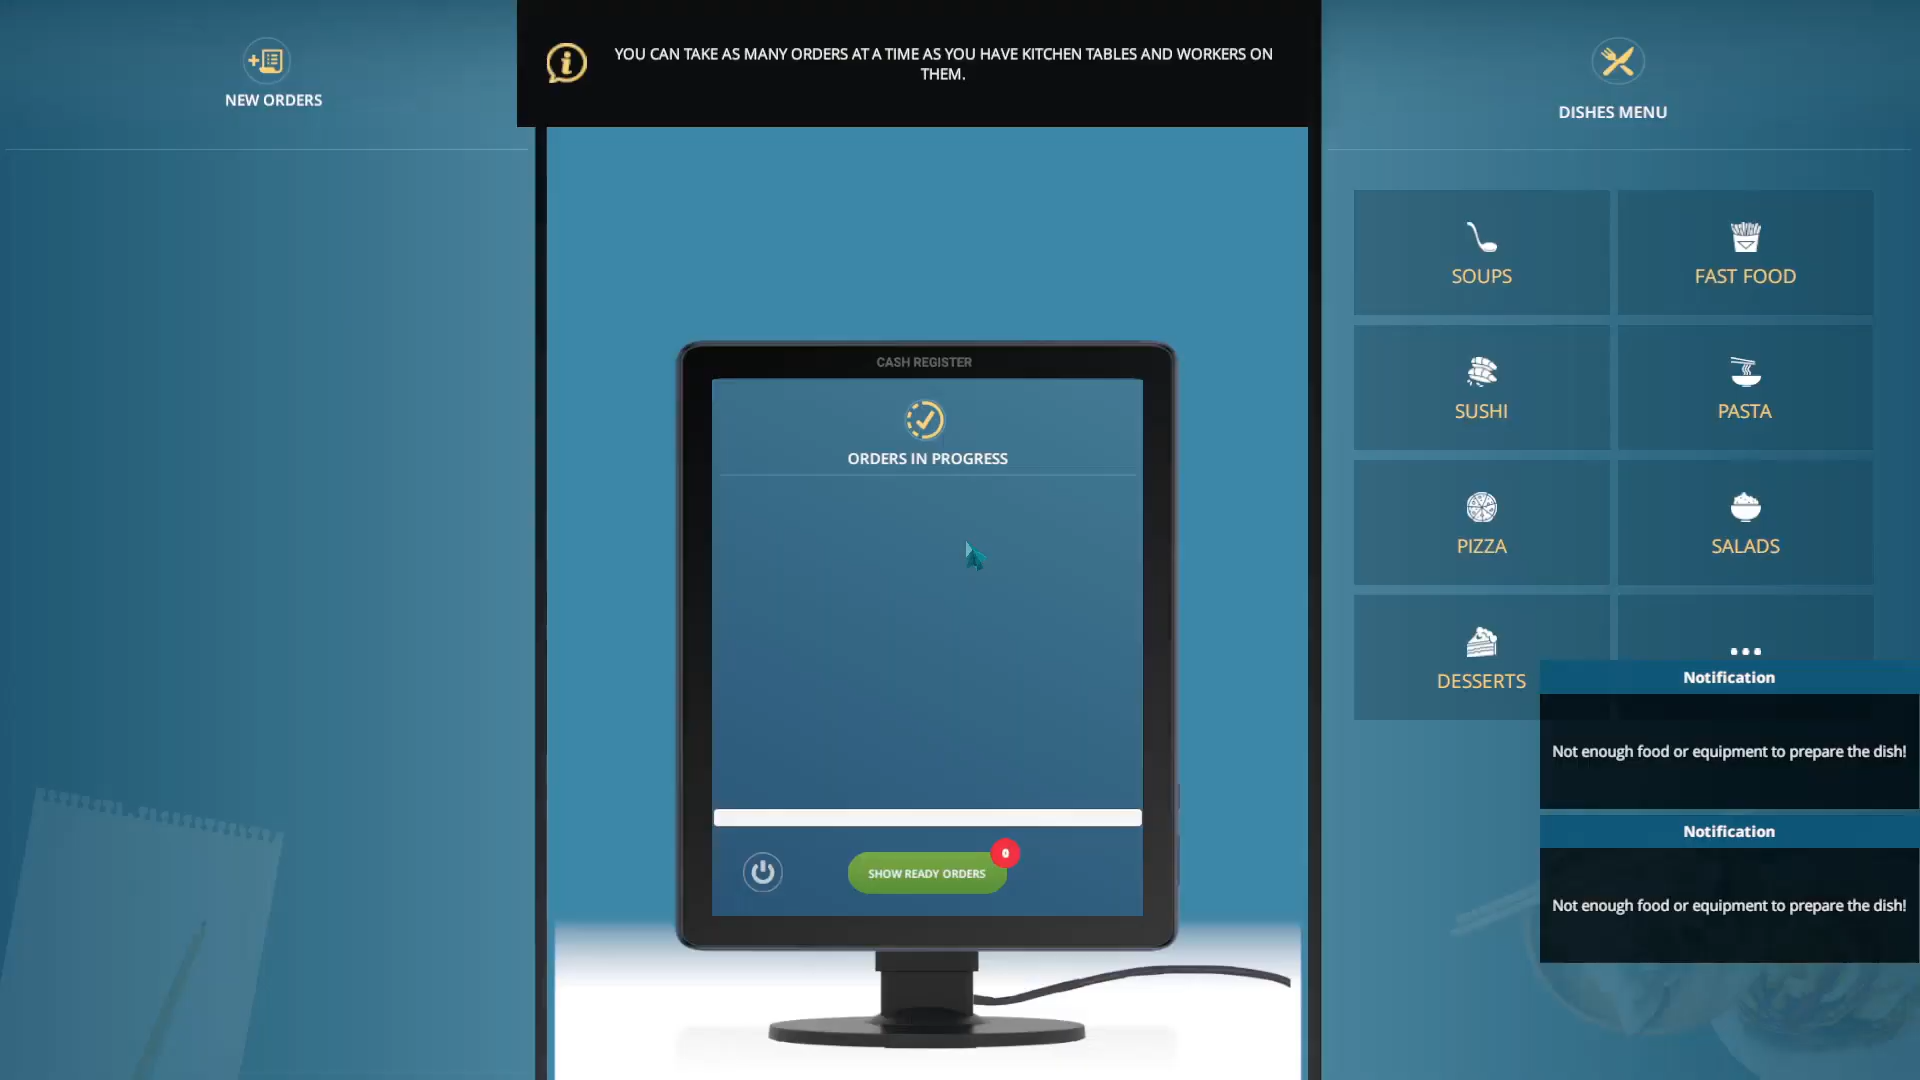 NEW ORDERS
YOU CAN TAKE AS MANY ORDERS AT A TIME AS YOU HAVE KITCHEN TABLES AND WORKERS ON
THEM.
DISHES MENU
CASH REGISTER
ORDERS IN PROGRESS
SHOW READY ORDERS
0
SOUPS
FAST FOOD
SUSHI
PASTA
PIZZA
SALADS
DESSERTS
...
Notification
Not enough food or equipment to prepare the dish!
Notification
Not enough food or equipment to prepare the dish!